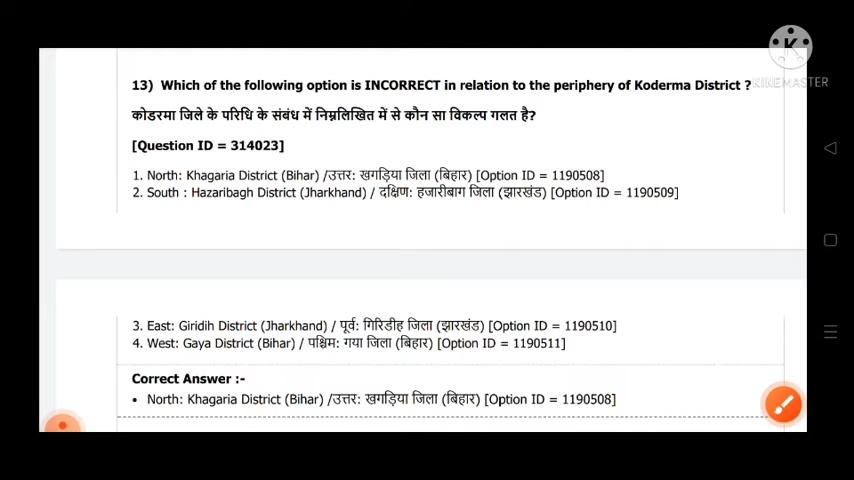 KINEMASTER
13) Which of the following option is INCORRECT in relation to the periphery of Koderma District ?
कोडरमा जिले के परिधि के संबंध में निम्नलिखित में से कौन सा विकल्प गलत है?
[Question ID = 314023]
1. North: Khagaria District (Bihar) /उत्तर: खगड़िया जिला (बिहार) [Option ID = 1190508]
2. South : Hazaribagh District (Jharkhand) / दक्षिण: हजारीबाग जिला (झारखंड) [Option ID = 1190509]
3. East: Giridih District (Jharkhand) / पूर्व: गिरिडीह जिला (झारखंड) [Option ID = 1190510]
4. West: Gaya District (Bihar) / पश्चिम: गया जिला (बिहार) [Option ID = 1190511]
Correct Answer :-
• North: Khagaria District (Bihar) /उत्तर: खगड़िया जिला (बिहार) [Option ID = 1190508]